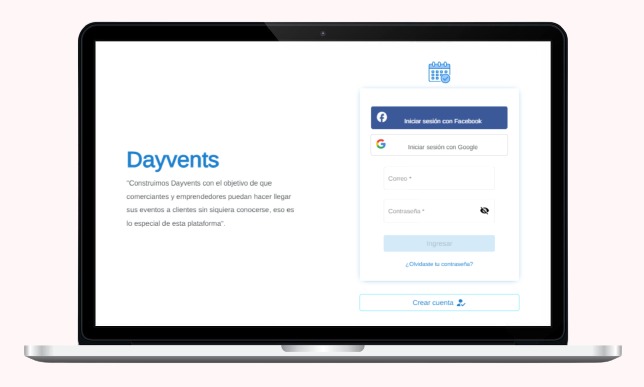 Dayvents
"Construimos Dayvents con el objetivo de que
comerciantes y emprendedores puedan hacer llegar
sus eventos a clientes sin siquiera conocerse, eso es
lo especial de esta plataforma".
Iniciar sesión con Facebook
Iniciar sesión con Google
Correo *
Contraseña *
Ingresar
¿Olvidaste tu contraseña?
Crear cuenta